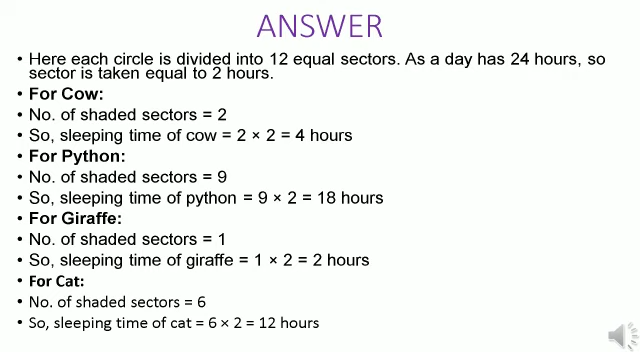 ANSWER
• Here each circle is divided into 12 equal sectors. As a day has 24 hours, so
sector is taken equal to 2 hours.
• For Cow:
• No. of shaded sectors = 2
• So, sleeping time of cow = 2 × 2 = 4 hours
• For Python:
• No. of shaded sectors = 9
• So, sleeping time of python = 9 × 2 = 18 hours
• For Giraffe:
• No. of shaded sectors = 1
• So, sleeping time of giraffe = 1 × 2 = 2 hours
• For Cat:
• No. of shaded sectors = 6
• So, sleeping time of cat = 6 × 2 = 12 hours